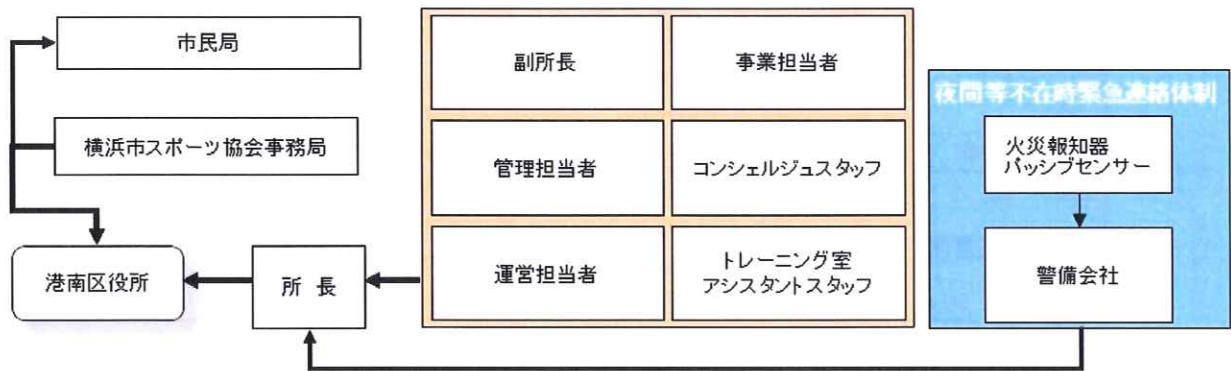 市民局
横浜市スポーツ協会事務局
港南区役所
所 長
副所長
事業担当者
管理担当者
コンシェルジュスタッフ
運営担当者
トレーニング室
アシスタントスタッフ
夜間等不在時緊急連絡体制
火災報知器
パッシブセンサー
警備会社